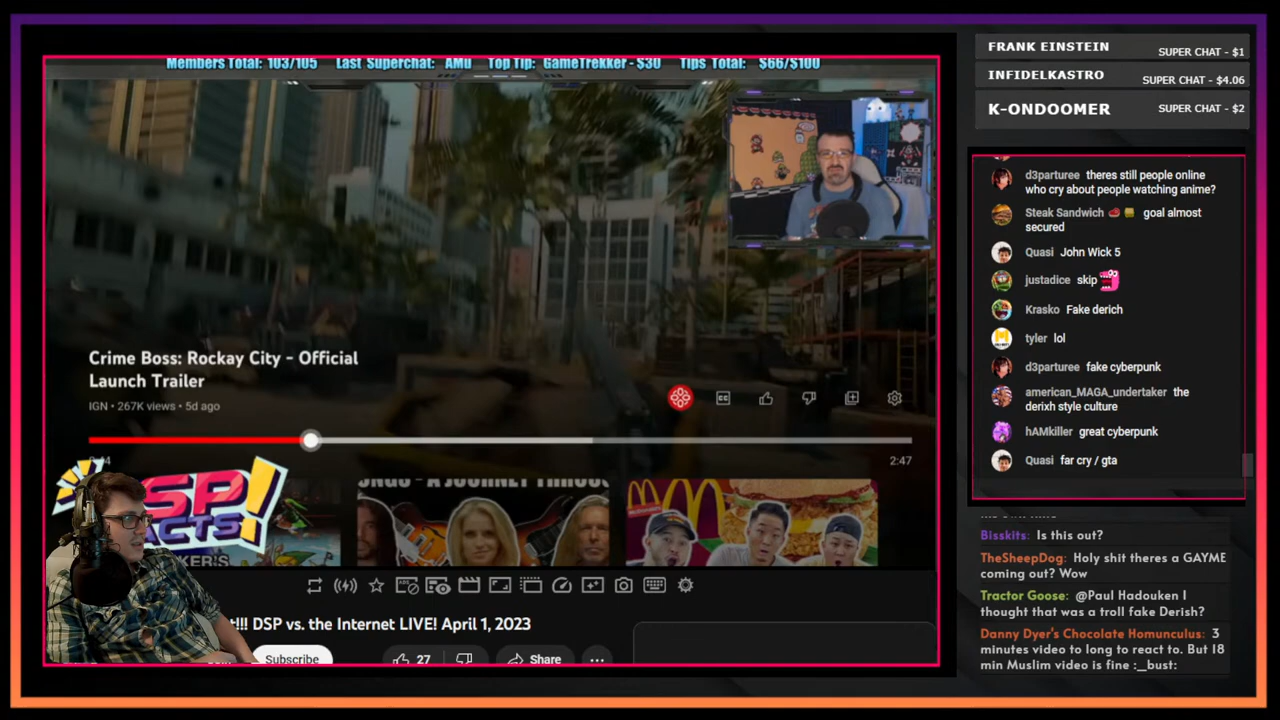 Members Total: 103/105 Last Superchat: AMU Top Tip: GameTrekker - $30 Tips Total: $66/$100
Crime Boss: Rockay City - Official
Launch Trailer
IGN • 267K views • 5d ago
CC
2:47
DSP
ACTS!
McDonald's
!!! DSP vs. the Internet LIVE! April 1, 2023
Subscribe
27
Share
FRANK EINSTEIN SUPER CHAT - $1
INFIDELKASTRO SUPER CHAT - $4.06
K-ONDOOMER SUPER CHAT - $2
d3parturee theres still people online
who cry about people watching anime?
Steak Sandwich goal almost
secured
Quasi John Wick 5
justadice skip
Krasko Fake derich
tyler lol
d3parturee fake cyberpunk
american_MAGA_undertaker the
derixh style culture
hAMkiller great cyberpunk
Quasi far cry / gta
Bisskits: Is this out?
TheSheepDog: Holy shit theres a GAYME
coming out? Wow
Tractor Goose: @Paul Hadouken I
thought that was a troll fake Derish?
Danny Dyer's Chocolate Homunculus: 3
minutes video to long to react to. But 18
min Muslim video is fine :_bust: